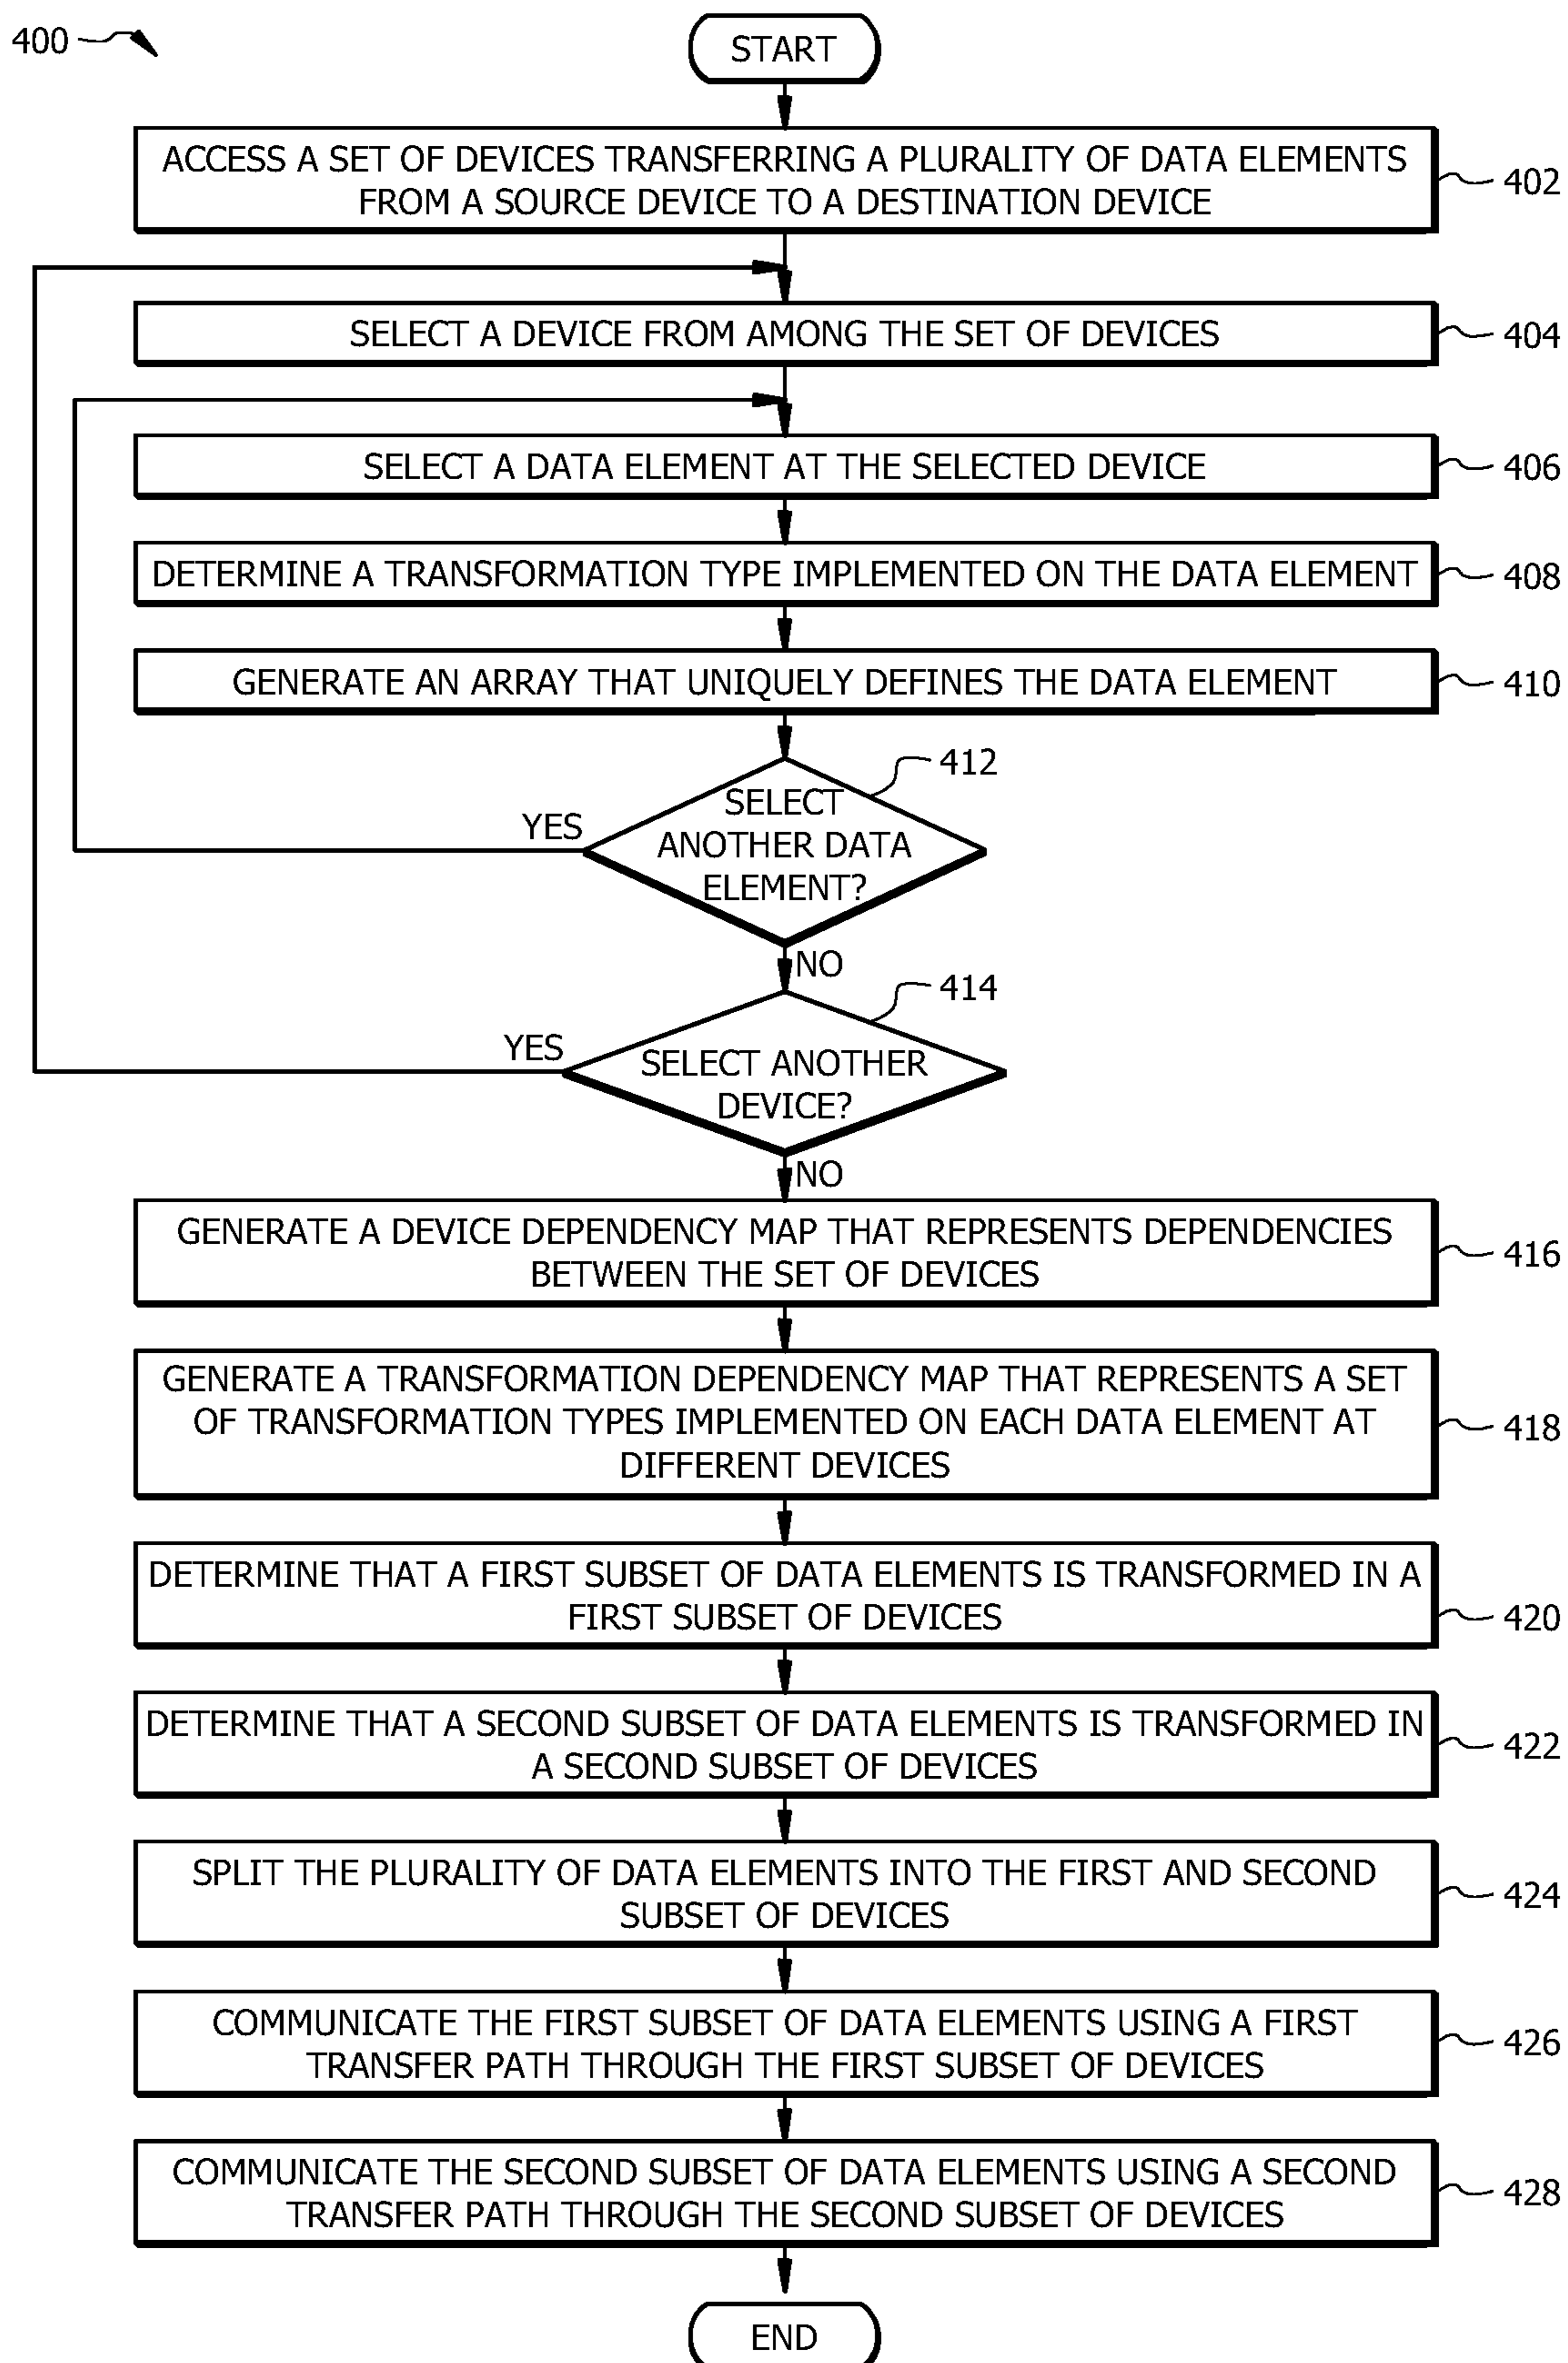 400
START
ACCESS A SET OF DEVICES TRANSFERRING A PLURALITY OF DATA ELEMENTS
FROM A SOURCE DEVICE TO A DESTINATION DEVICE
402
SELECT A DEVICE FROM AMONG THE SET OF DEVICES
404
SELECT A DATA ELEMENT AT THE SELECTED DEVICE
406
DETERMINE A TRANSFORMATION TYPE IMPLEMENTED ON THE DATA ELEMENT
408
GENERATE AN ARRAY THAT UNIQUELY DEFINES THE DATA ELEMENT
410
412
SELECT
ANOTHER DATA
ELEMENT?
YES
NO
414
SELECT ANOTHER
DEVICE?
YES
NO
GENERATE A DEVICE DEPENDENCY MAP THAT REPRESENTS DEPENDENCIES
BETWEEN THE SET OF DEVICES
416
GENERATE A TRANSFORMATION DEPENDENCY MAP THAT REPRESENTS A SET
OF TRANSFORMATION TYPES IMPLEMENTED ON EACH DATA ELEMENT AT
DIFFERENT DEVICES
418
DETERMINE THAT A FIRST SUBSET OF DATA ELEMENTS IS TRANSFORMED IN A
FIRST SUBSET OF DEVICES
420
DETERMINE THAT A SECOND SUBSET OF DATA ELEMENTS IS TRANSFORMED IN
A SECOND SUBSET OF DEVICES
422
SPLIT THE PLURALITY OF DATA ELEMENTS INTO THE FIRST AND SECOND
SUBSET OF DEVICES
424
COMMUNICATE THE FIRST SUBSET OF DATA ELEMENTS USING A FIRST
TRANSFER PATH THROUGH THE FIRST SUBSET OF DEVICES
426
COMMUNICATE THE SECOND SUBSET OF DATA ELEMENTS USING A SECOND
TRANSFER PATH THROUGH THE SECOND SUBSET OF DEVICES
428
END